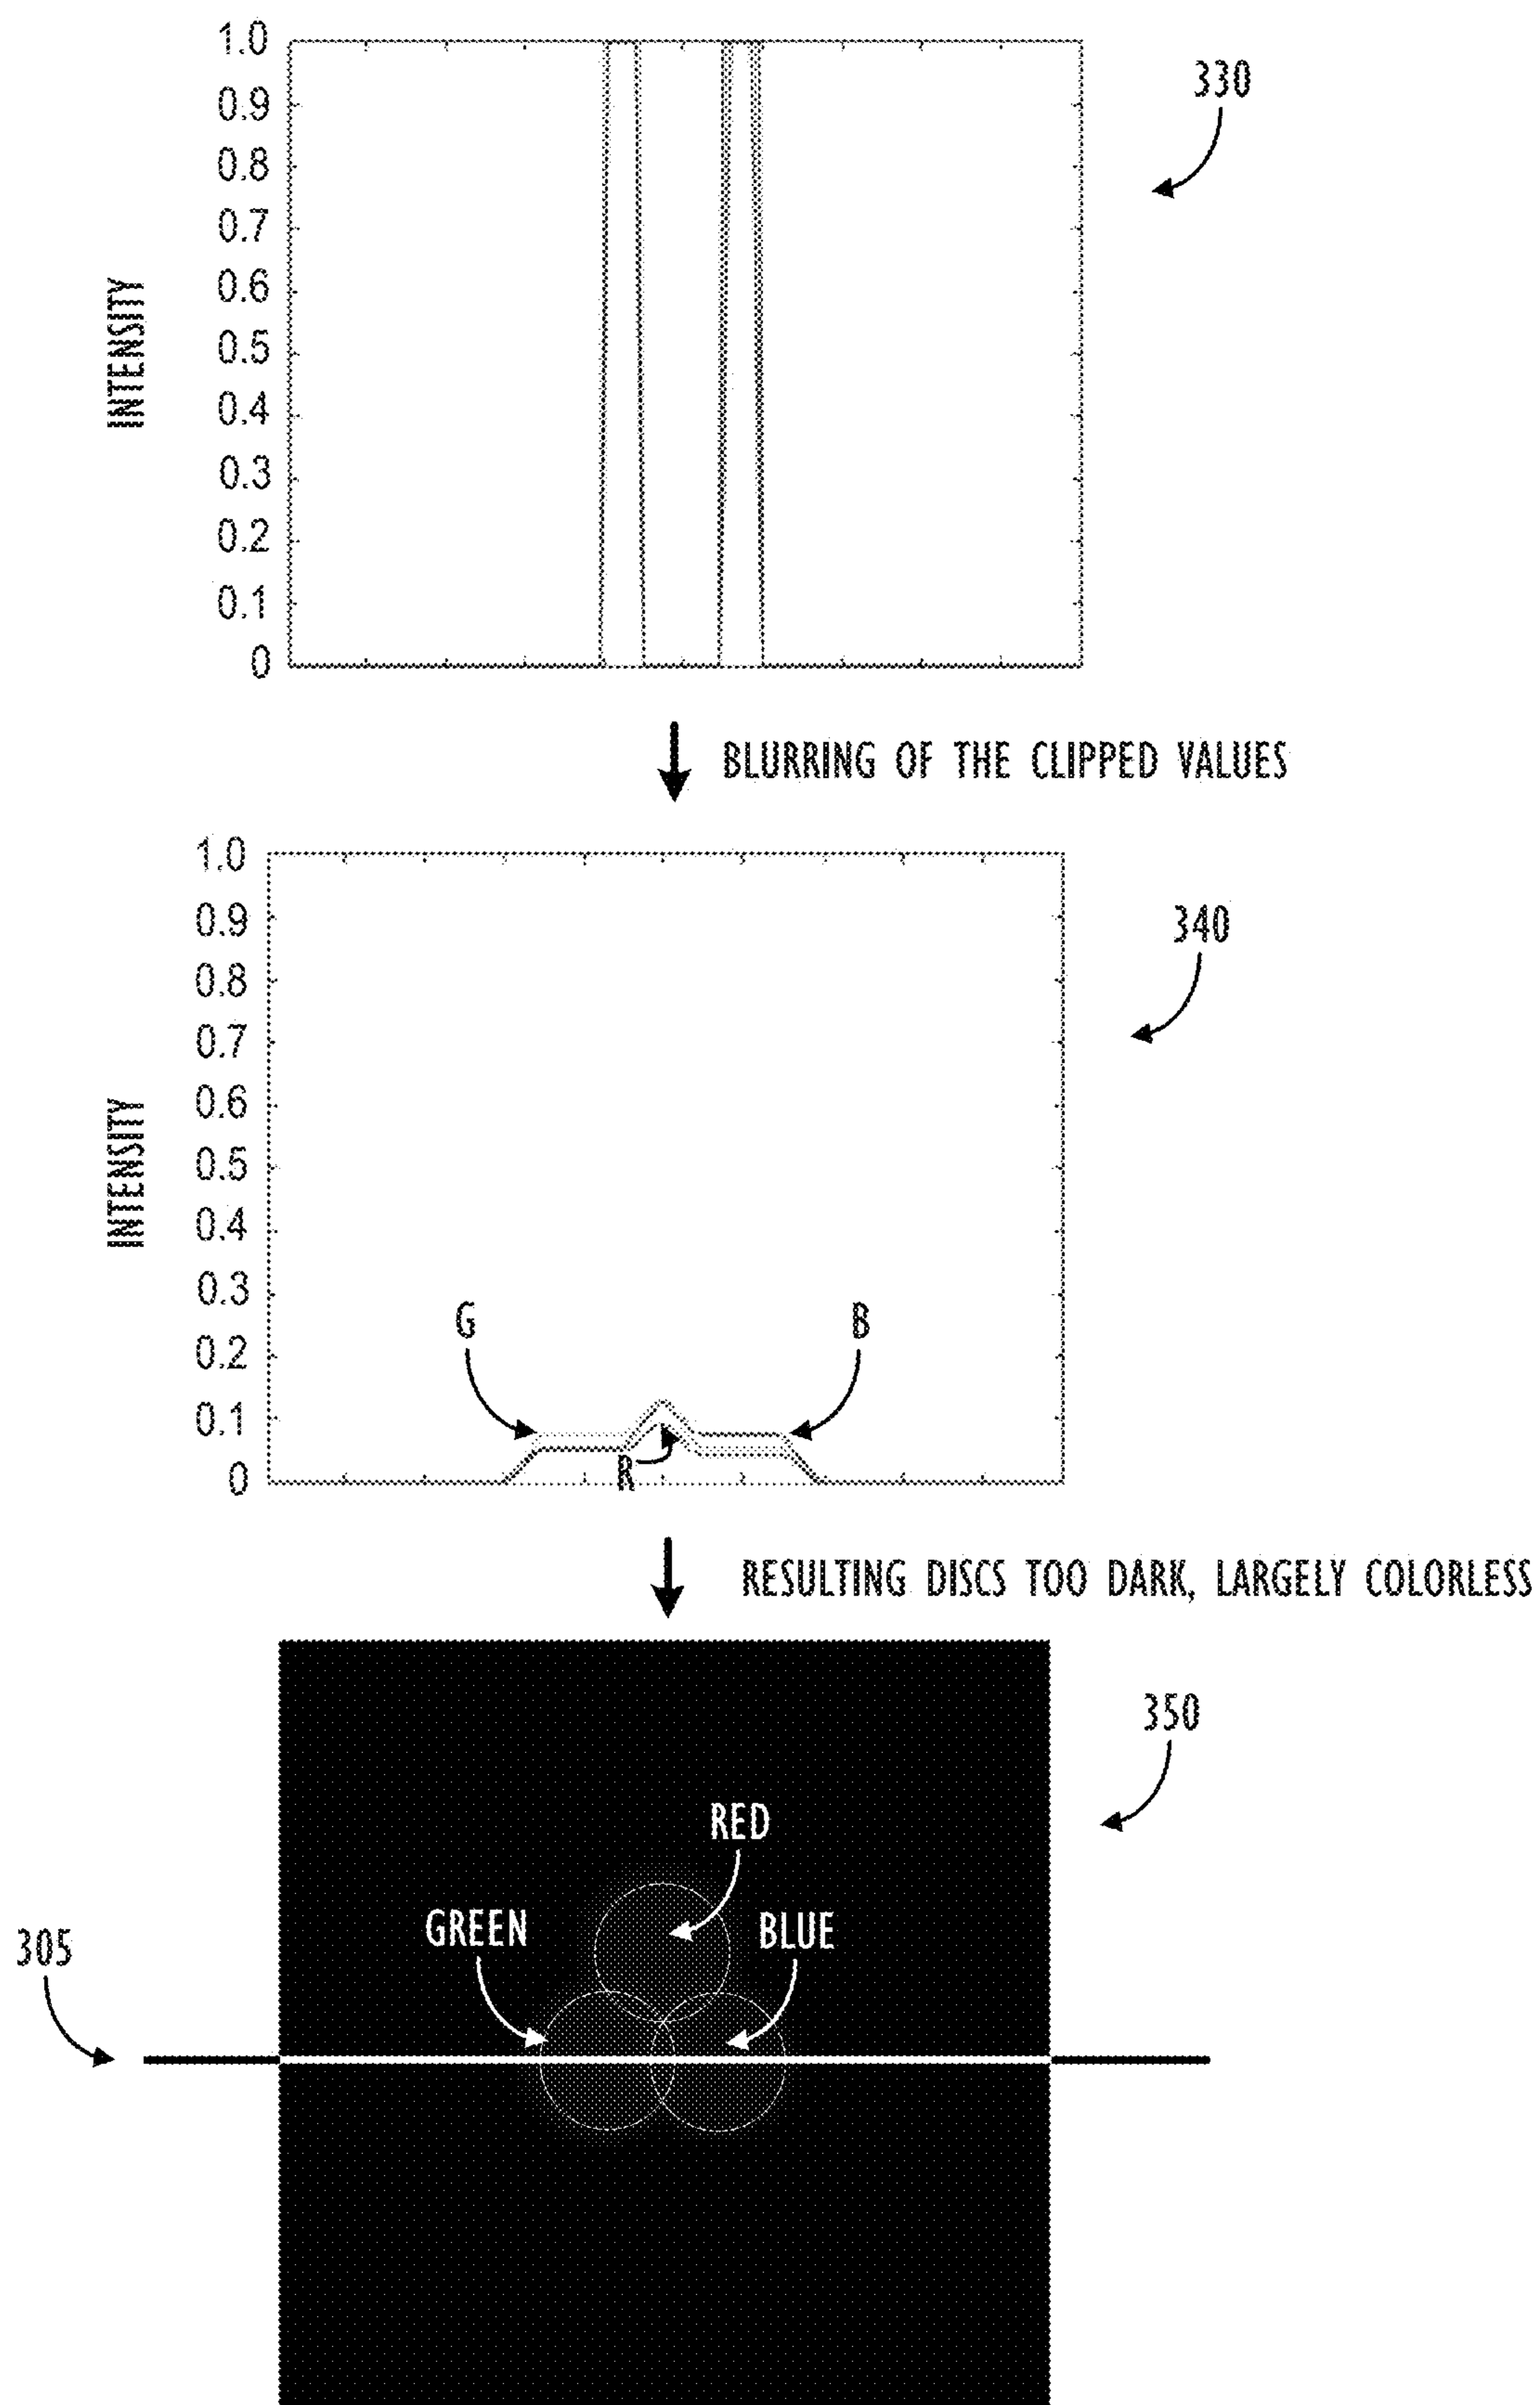 1.0
330
0.9
0.8
0.7
0.6
INTENSITY
0.5
0.4
0.3
0.2
0.1
0
BLURRING OF THE CLIPPED VALUES
1.0
0.9
340
0.8
0.7
0.6
INTENSITY
0.5
0.4
0.3
G
B
0.2
0.1
R
0
RESULTING DISCS TOO DARK, LARGELY COLORLESS
350
RED
GREEN
BLUE
305